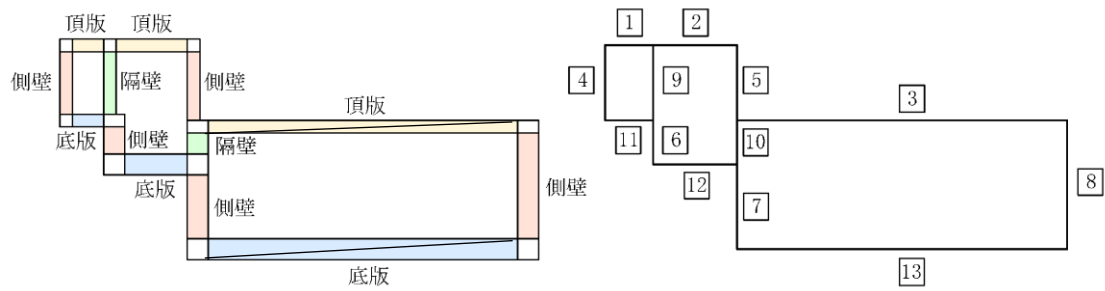 頂版 頂版
側壁 隔壁 側壁
頂版
底版 側壁 隔壁
底版
側壁 側壁
底版
1 2
4 9 5
3
11 6 10
12
7 8
13